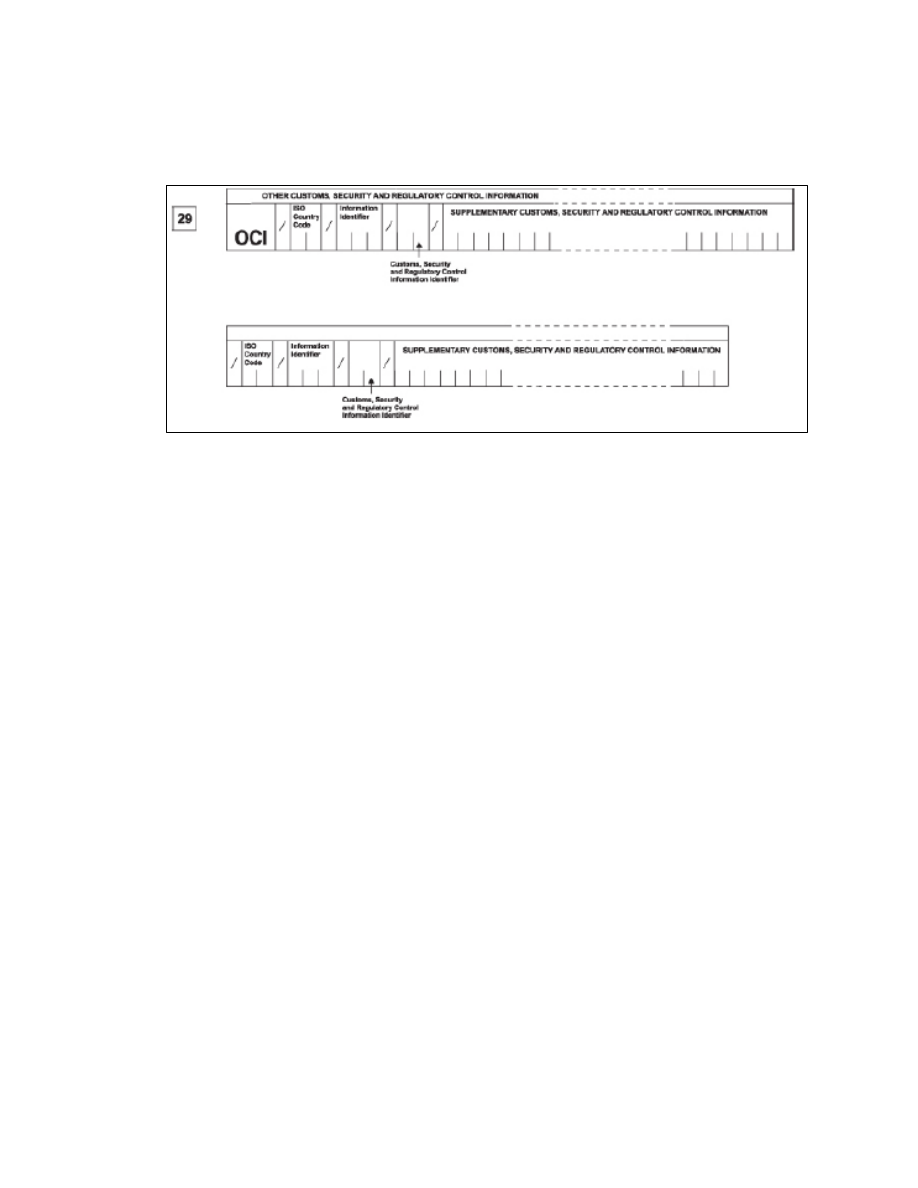 OTHER CUSTOMS, SECURITY AND REGULATORY CONTROL INFORMATION
29
OCI / ISO Country Code / Information Identifier / / SUPPLEMENTARY CUSTOMS, SECURITY AND REGULATORY CONTROL INFORMATION
Customs, Security
and Regulatory Control
Information Identifier
/ ISO Country Code / Information Identifier / / SUPPLEMENTARY CUSTOMS, SECURITY AND REGULATORY CONTROL INFORMATION
Customs, Security
and Regulatory Control
Information Identifier